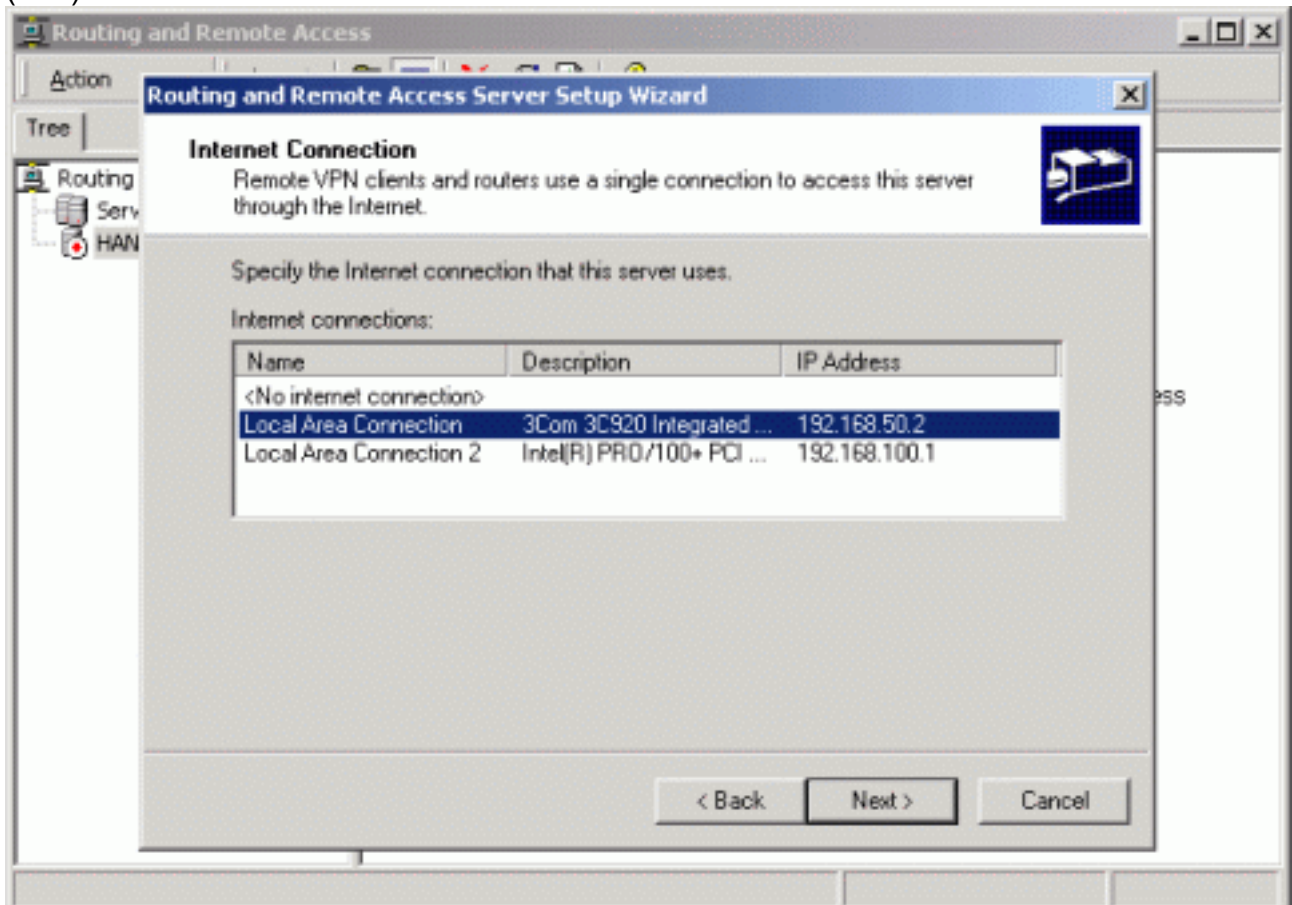 Routing and Remote Access
Action
Routing and Remote Access Server Setup Wizard
Tree
Internet Connection
Remote VPN clients and routers use a single connection to access this server
through the Internet.
Routing
Serv
HAN
Specify the Internet connection that this server uses.
Internet connections:
Name Description IP Address
<No internet connection>
ess
Local Area Connection 3Com 3C920 Integrated ... 192.168.50.2
Local Area Connection 2 Intel(R) PRO/100+ PCI ... 192.168.100.1
< Back Next > Cancel